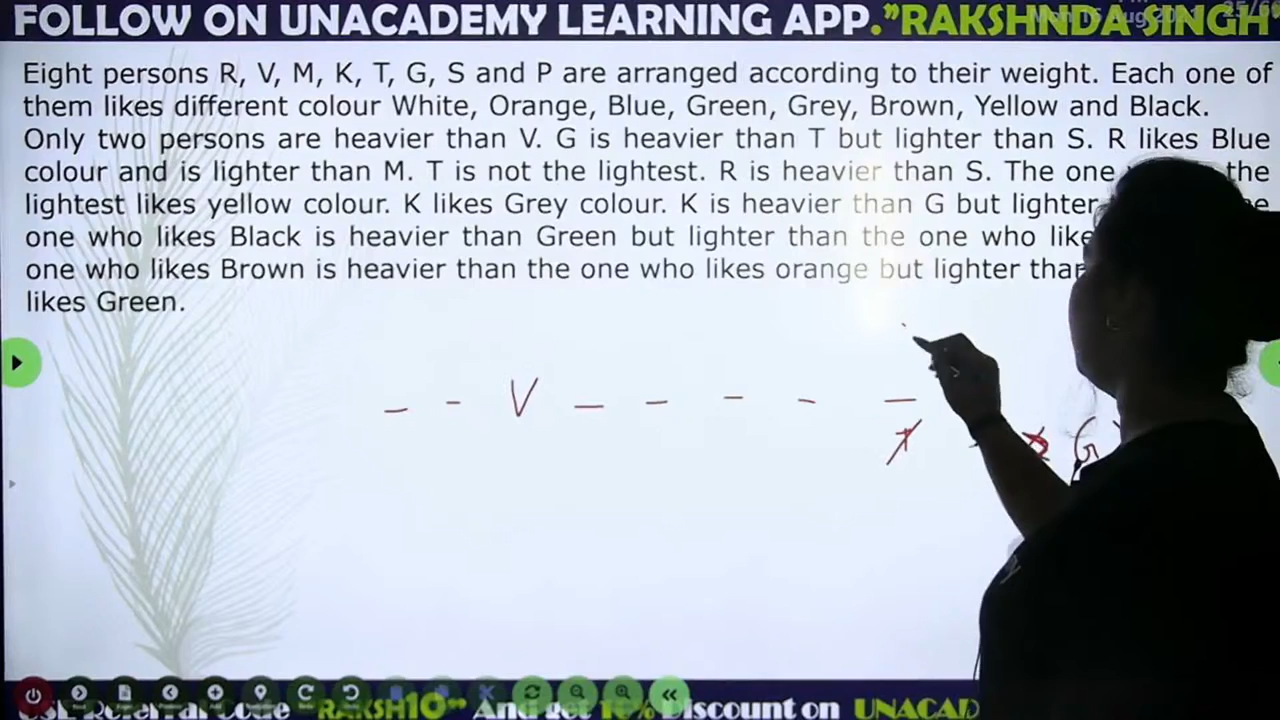 FOLLOW ON UNACADEMY LEARNING APP."RAKSHNDA SINGH
Eight persons R, V, M, K, T, G, S and P are arranged according to their weight. Each one of
them likes different colour White, Orange, Blue, Green, Grey, Brown, Yellow and Black.
Only two persons are heavier than V. G is heavier than T but lighter than S. R likes Blue
colour and is lighter than M. T is not the lightest. R is heavier than S. The one the
lightest likes yellow colour. K likes Grey colour. K is heavier than G but lighter
one who likes Black is heavier than Green but lighter than the one who
one who likes Brown is heavier than the one who likes orange but lighter
likes Green.
V
G
RAKSH10" And get Discount on UNACAD